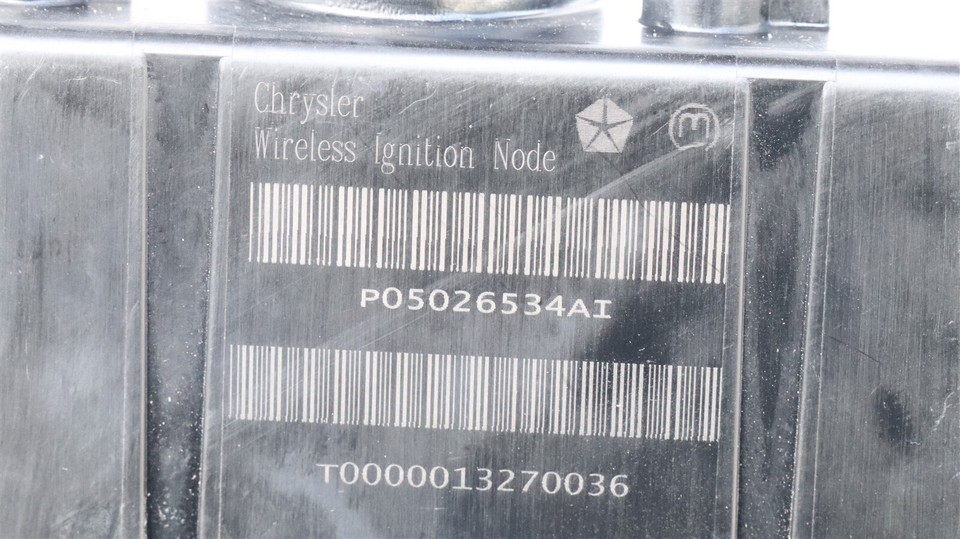 Chrysler
Wireless Ignition Node
P05026534AI
T0000013270036